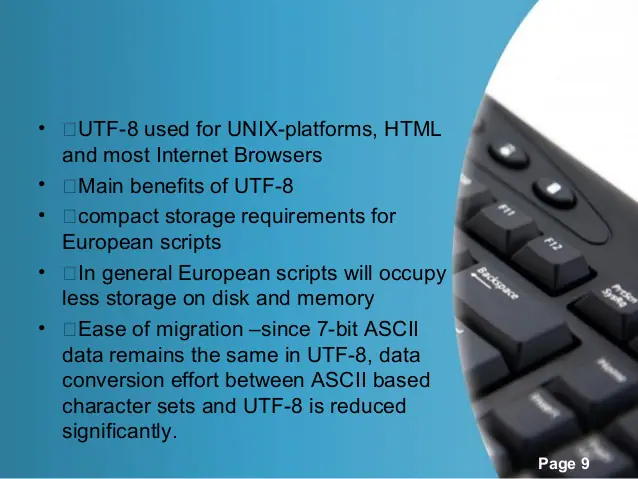 • □UTF-8 used for UNIX-platforms, HTML
and most Internet Browsers
• □Main benefits of UTF-8
• □compact storage requirements for
European scripts
• □In general European scripts will occupy
less storage on disk and memory
• □Ease of migration –since 7-bit ASCII
data remains the same in UTF-8, data
conversion effort between ASCII based
character sets and UTF-8 is reduced
significantly.
F11
F12
Backspace
PrtScn
SysRq
Home
Page 9